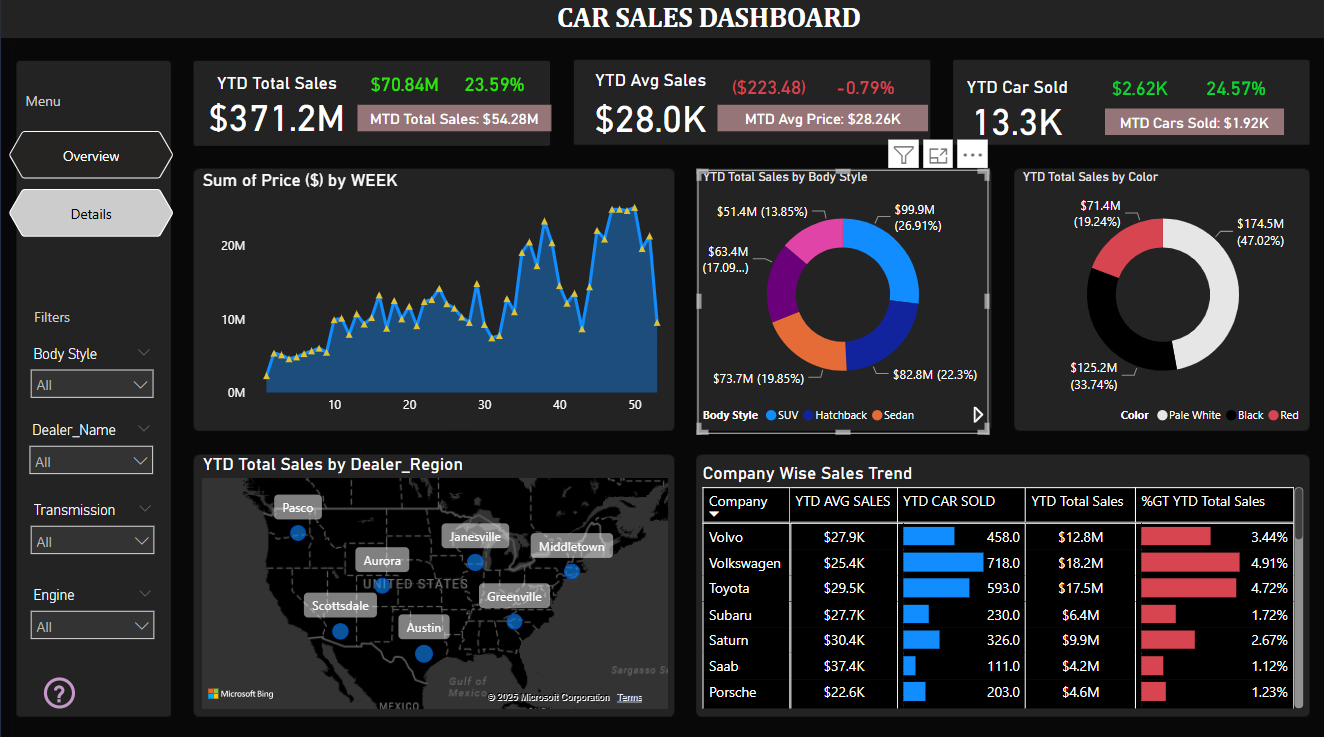 CAR SALES DASHBOARD
Menu
Overview
Details
Filters
Body Style
All
Dealer_Name
All
Transmission
All
Engine
All
?
YTD Total Sales
$70.84M
23.59%
$371.2M
MTD Total Sales: $54.28M
YTD Avg Sales
($223.48)
-0.79%
$28.0K
MTD Avg Price: $28.26K
YTD Car Sold
$2.62K
24.57%
13.3K
MTD Cars Sold: $1.92K
Sum of Price ($) by WEEK
20M
10M
0M
10
20
30
40
50
YTD Total Sales by Body Style
$51.4M (13.85%)
$99.9M
(26.91%)
$63.4M
(17.09...)
$73.7M (19.85%)
$82.8M (22.3%)
Body Style
SUV
Hatchback
Sedan
YTD Total Sales by Color
$71.4M
(19.24%)
$174.5M
(47.02%)
$125.2M
(33.74%)
Color
Pale White
Black
Red
YTD Total Sales by Dealer_Region
Pasco
Janesville
Middletown
Aurora
UNITED STATES
Greenville
Scottsdale
Austin
Sargasso S
Gulf of
Mexico
MEXICO
Microsoft Bing
© 2025 Microsoft Corporation
Terms
Company Wise Sales Trend
Company
YTD AVG SALES
YTD CAR SOLD
YTD Total Sales
%GT YTD Total Sales
Volvo $27.9K 458.0 $12.8M 3.44%
Volkswagen $25.4K 718.0 $18.2M 4.91%
Toyota $29.5K 593.0 $17.5M 4.72%
Subaru $27.7K 230.0 $6.4M 1.72%
Saturn $30.4K 326.0 $9.9M 2.67%
Saab $37.4K 111.0 $4.2M 1.12%
Porsche $22.6K 203.0 $4.6M 1.23%